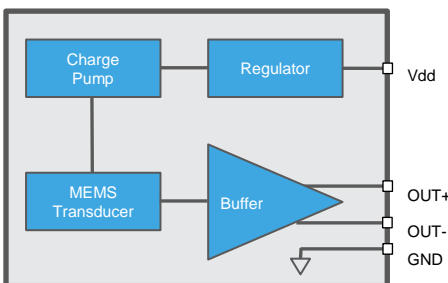 Charge
Pump
Regulator
Vdd
MEMS
Transducer
Buffer
OUT+
OUT-
GND